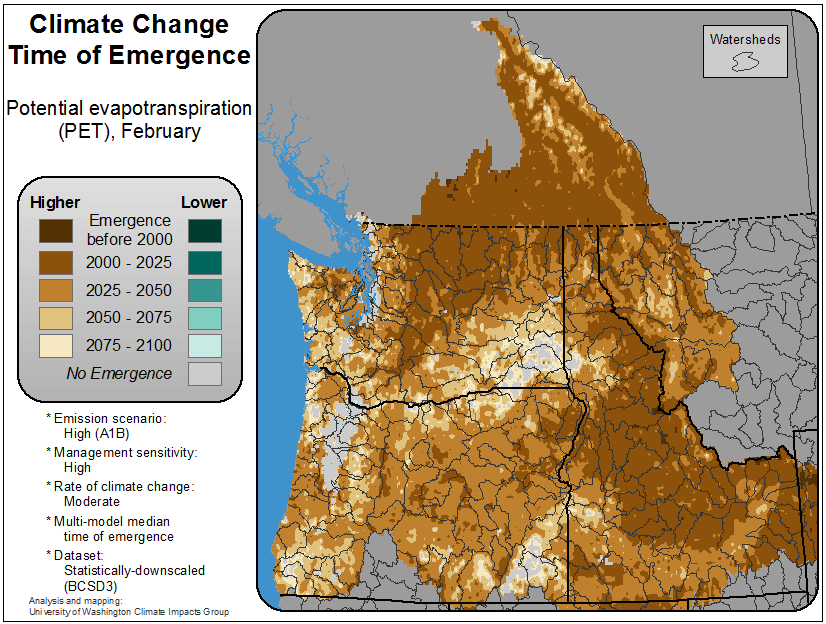 Climate Change
Time of Emergence
Potential evapotranspiration
(PET), February
Higher
Lower
Emergence
before 2000
2000 - 2025
2025 - 2050
2050 - 2075
2075 - 2100
No Emergence
* Emission scenario:
High (A1B)
* Management sensitivity:
High
* Rate of climate change:
Moderate
* Multi-model median
time of emergence
* Dataset:
Statistically-downscaled
(BCSD3)
Analysis and mapping:
University of Washington Climate Impacts Group
Watersheds